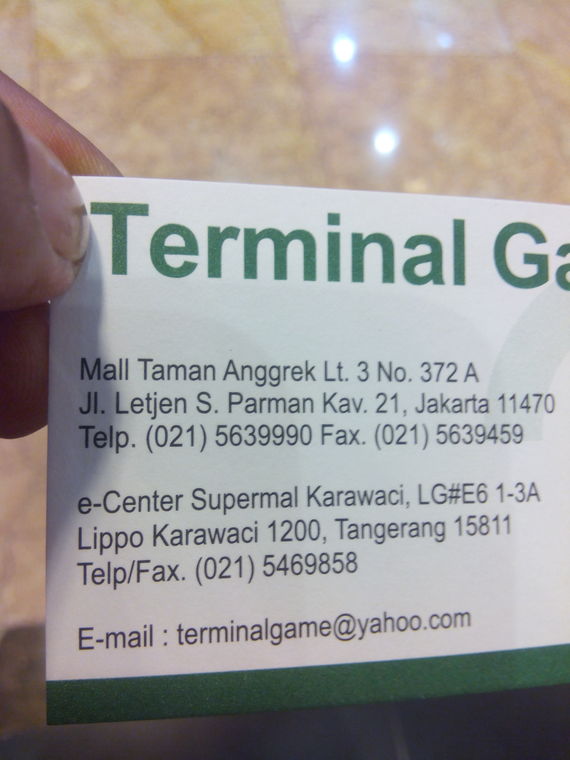 Terminal Ga
Mall Taman Anggrek Lt. 3 No. 372 A
Jl. Letjen S. Parman Kav. 21, Jakarta 11470
Telp. (021) 5639990 Fax. (021) 5639459
e-Center Supermal Karawaci, LG#E6 1-3A
Lippo Karawaci 1200, Tangerang 15811
Telp/Fax. (021) 5469858
E-mail : terminalgame@yahoo.com